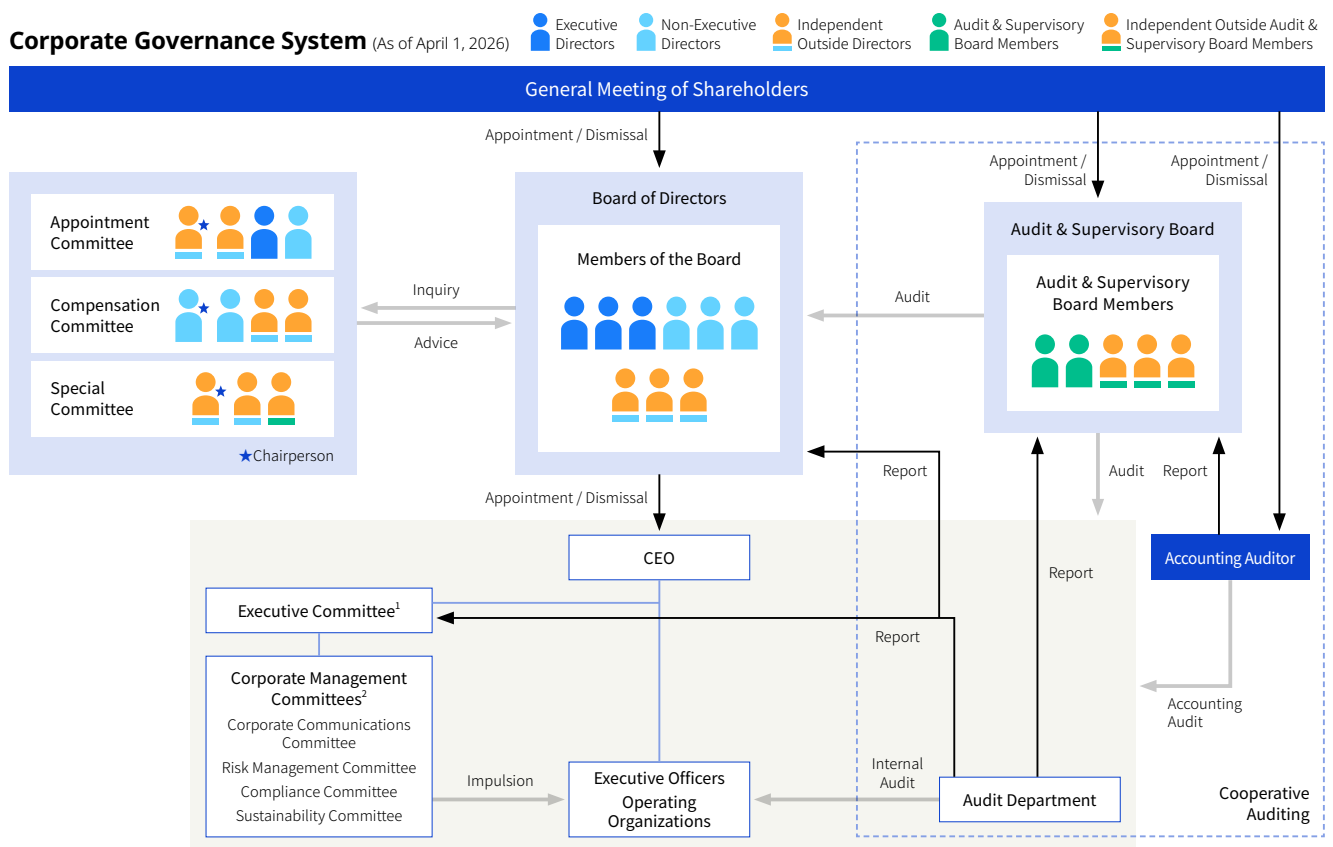 Corporate Governance System (As of April 1, 2026)
Executive
Directors
Non-Executive
Directors
Independent
Outside Directors
Audit & Supervisory
Board Members
Independent Outside Audit &
Supervisory Board Members
General Meeting of Shareholders
Appointment / Dismissal
Appointment /
Dismissal
Appointment /
Dismissal
Appointment
Committee
Compensation
Committee
Special
Committee
★Chairperson
Inquiry
Advice
Board of Directors
Members of the Board
Audit
Audit & Supervisory Board
Audit & Supervisory
Board Members
Appointment / Dismissal
Report
Audit
Report
CEO
Accounting Auditor
Executive Committee1
Report
Report
Corporate Management
Committees2
Corporate Communications
Committee
Risk Management Committee
Compliance Committee
Sustainability Committee
Impulsion
Executive Officers
Operating
Organizations
Internal
Audit
Audit Department
Accounting
Audit
Cooperative
Auditing